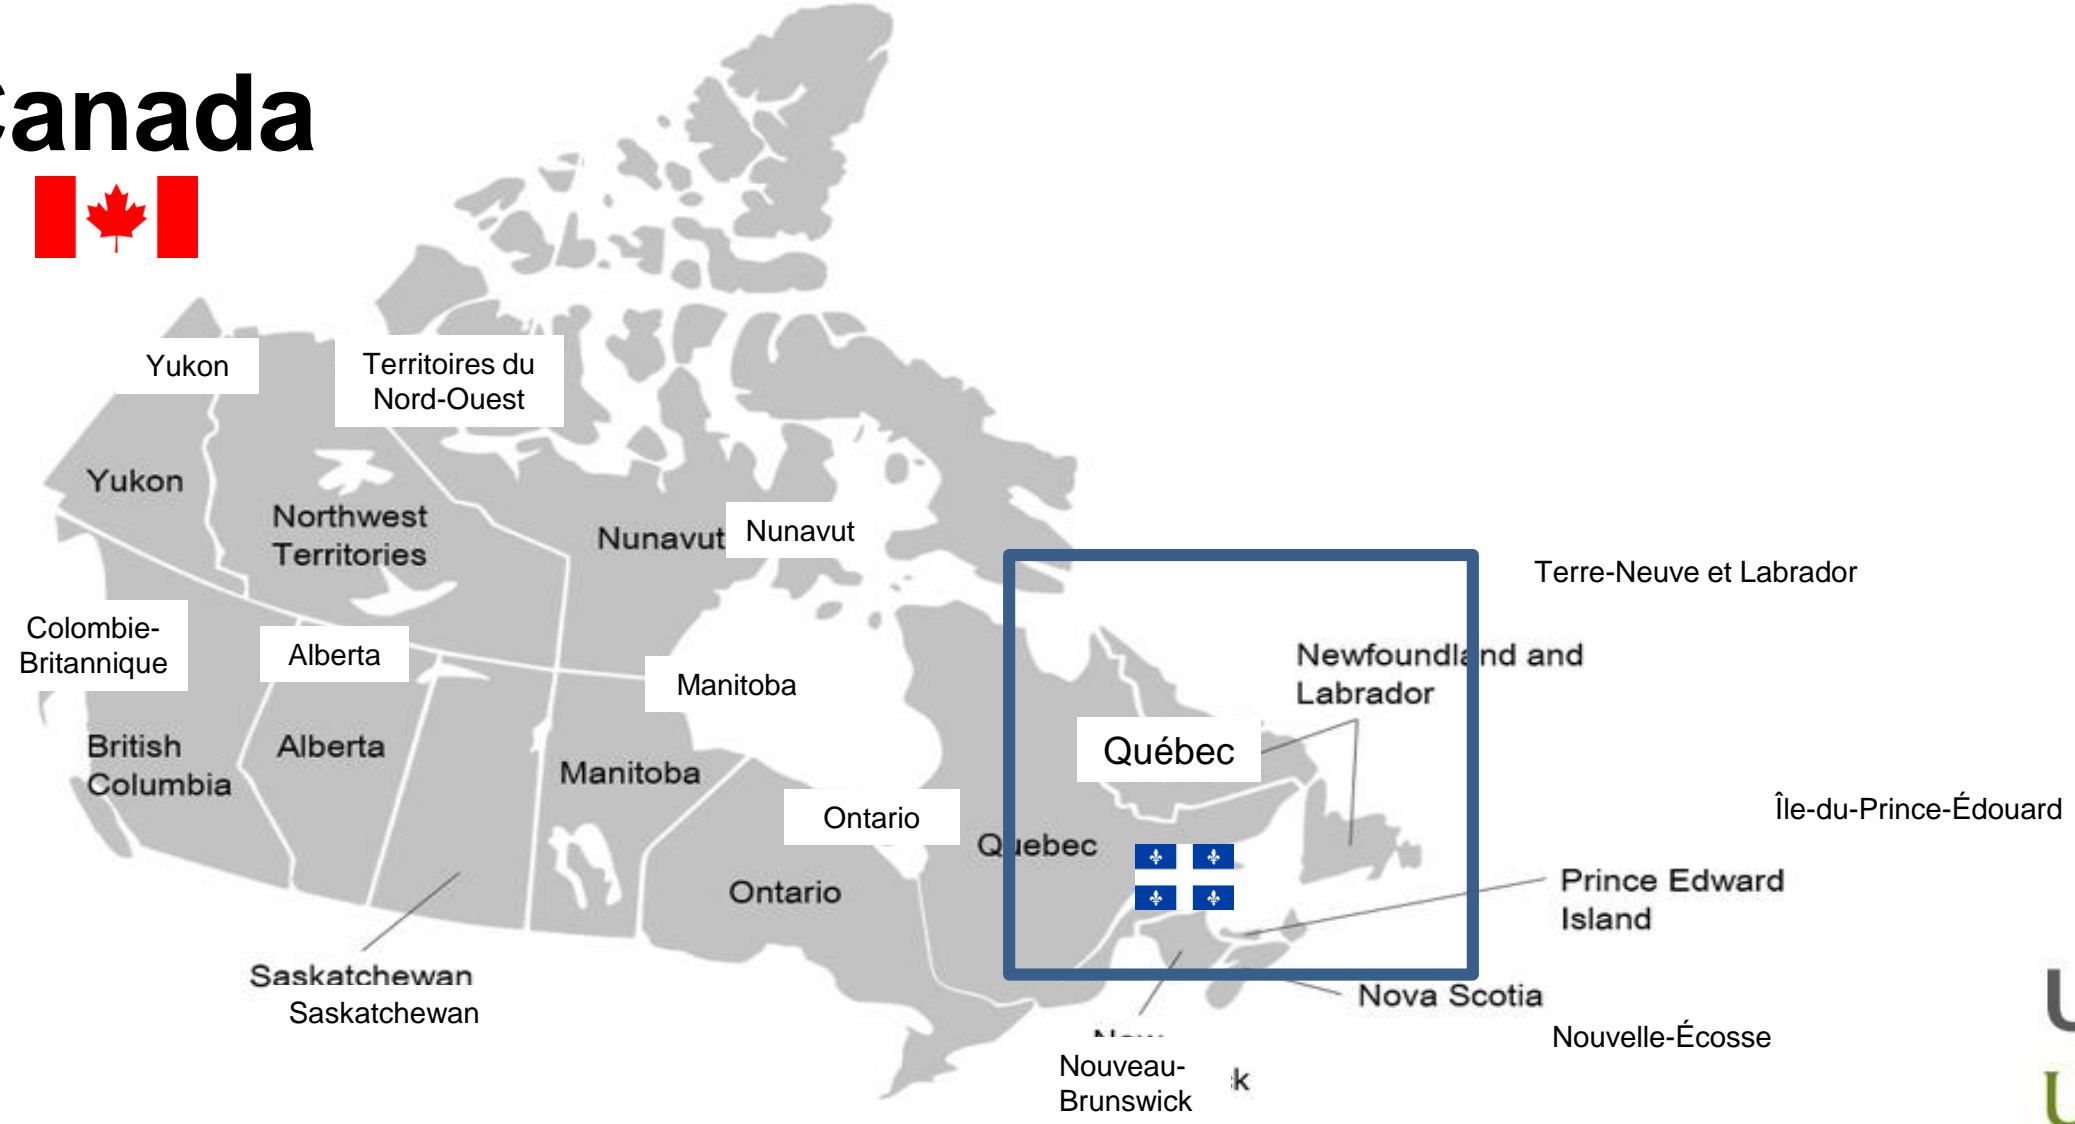 Canada
Yukon
Territoires du
Nord-Ouest
Yukon
Northwest
Territories
Nunavut
Nunavut
Terre-Neuve et Labrador
Colombie-
Britannique
Alberta
Manitoba
Newfoundland and
Labrador
British
Columbia
Alberta
Manitoba
Québec
Ontario
Île-du-Prince-Édouard
Quebec
Ontario
Prince Edward
Island
Saskatchewan
Saskatchewan
Nova Scotia
Nouvelle-Écosse
New
Nouveau-
Brunswick